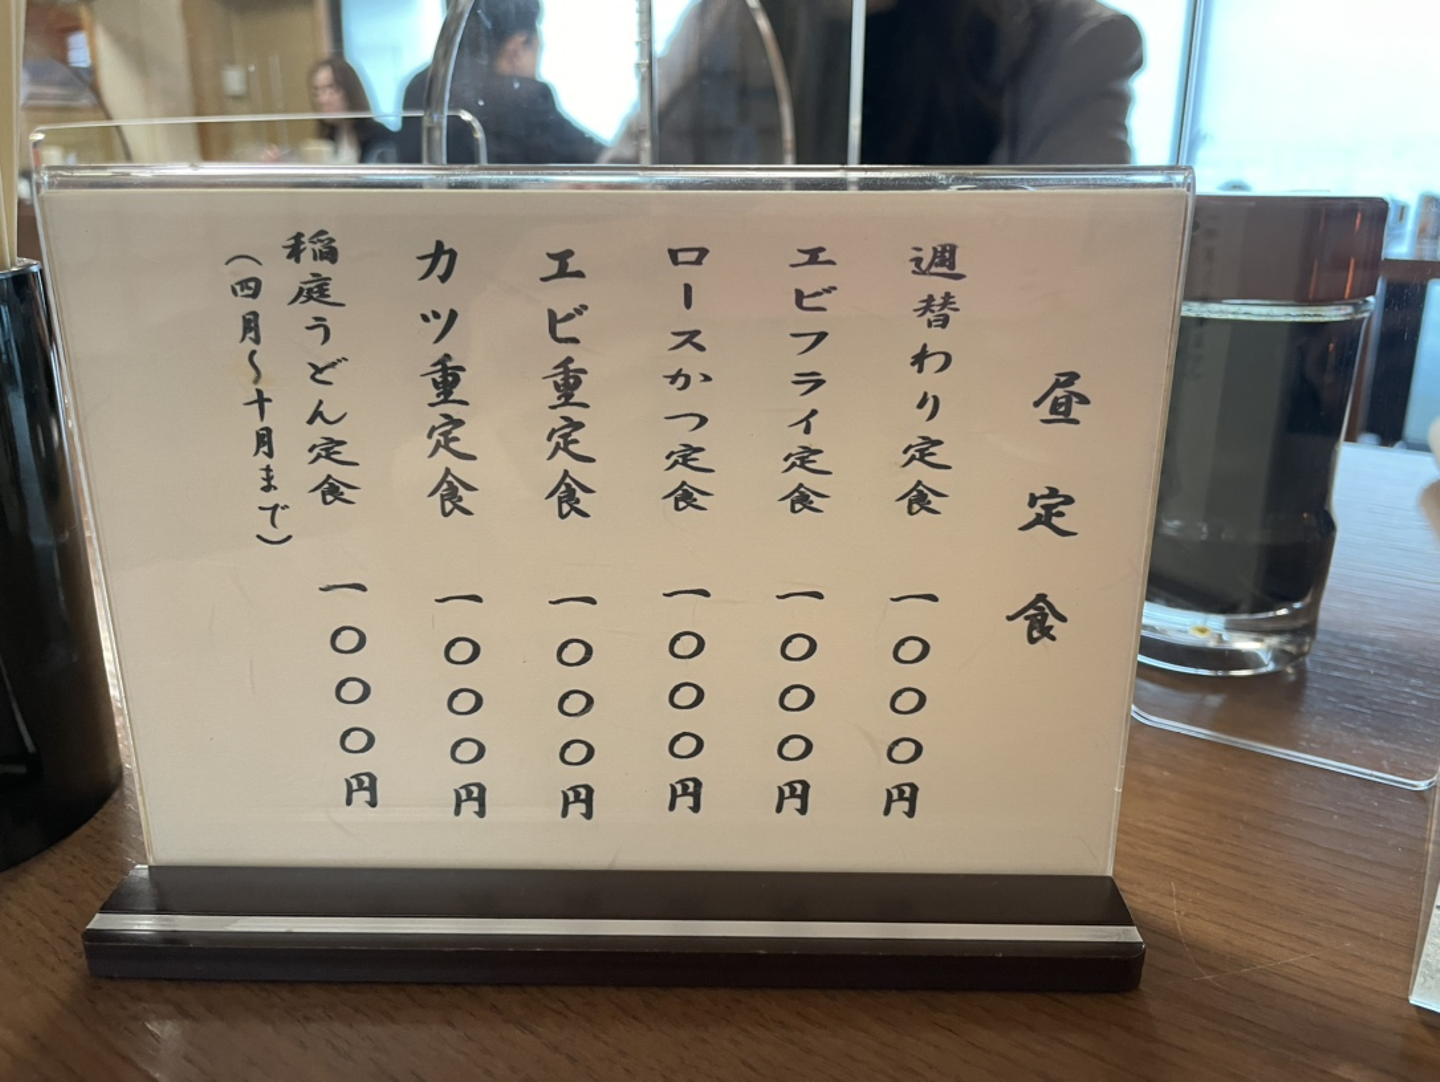 昼定食
週替わり定食 一〇〇〇円
エビフライ定食 一〇〇〇円
ロースかつ定食 一〇〇〇円
エビ重定食 一〇〇〇円
カツ重定食 一〇〇〇円
稲庭うどん定食 一〇〇〇円
（四月〜十月まで）